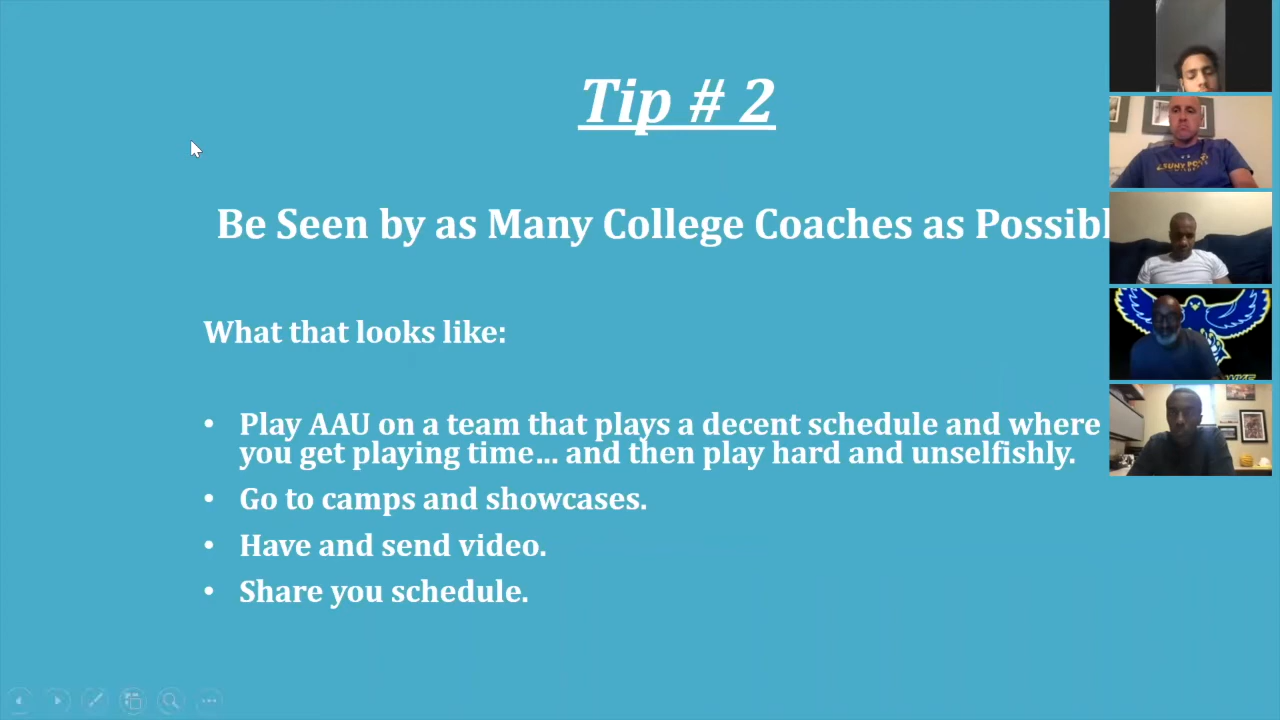 Tip # 2
Be Seen by as Many College Coaches as Possibl
What that looks like:
• Play AAU on a team that plays a decent schedule and where
you get playing time... and then play hard and unselfishly.
• Go to camps and showcases.
• Have and send video.
• Share you schedule.
SUNY